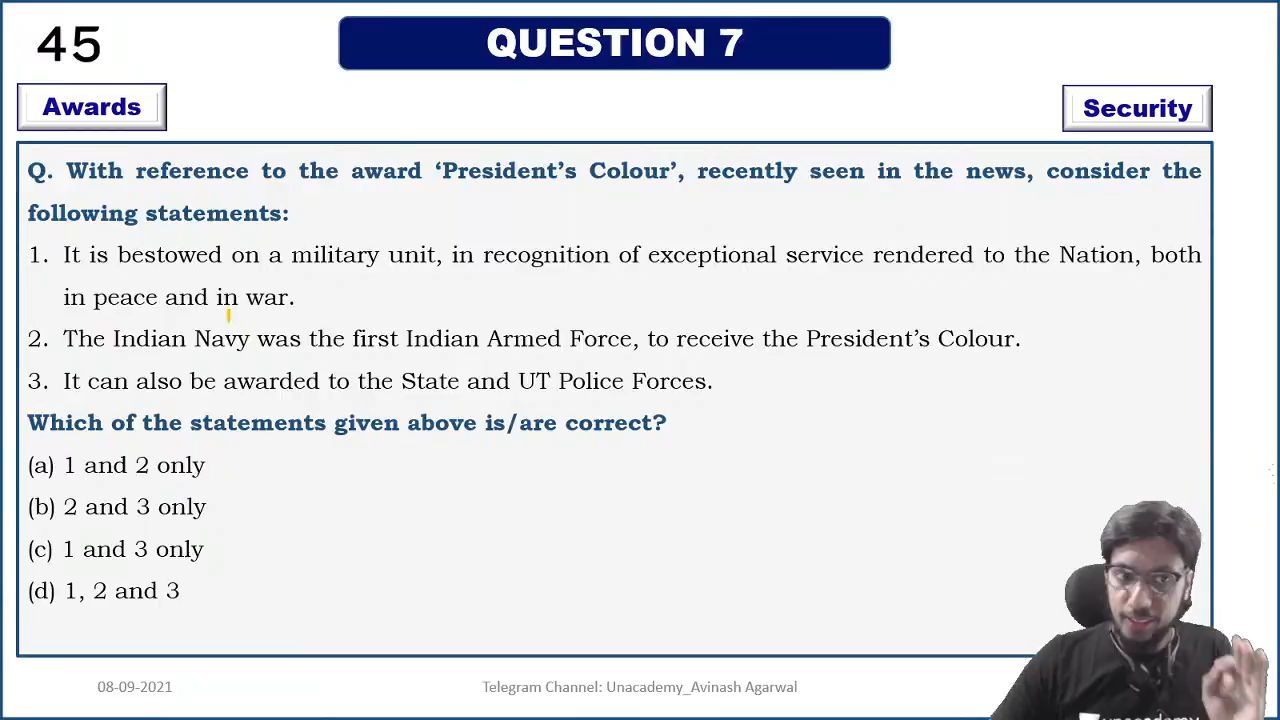 45
QUESTION 7
Awards
Security
Q. With reference to the award ‘President’s Colour’, recently seen in the news, consider the
following statements:
1. It is bestowed on a military unit, in recognition of exceptional service rendered to the Nation, both
in peace and in war.
2. The Indian Navy was the first Indian Armed Force, to receive the President’s Colour.
3. It can also be awarded to the State and UT Police Forces.
Which of the statements given above is/are correct?
(a) 1 and 2 only
(b) 2 and 3 only
(c) 1 and 3 only
(d) 1, 2 and 3
08-09-2021
Telegram Channel: Unacademy_Avinash Agarwal
unacademy